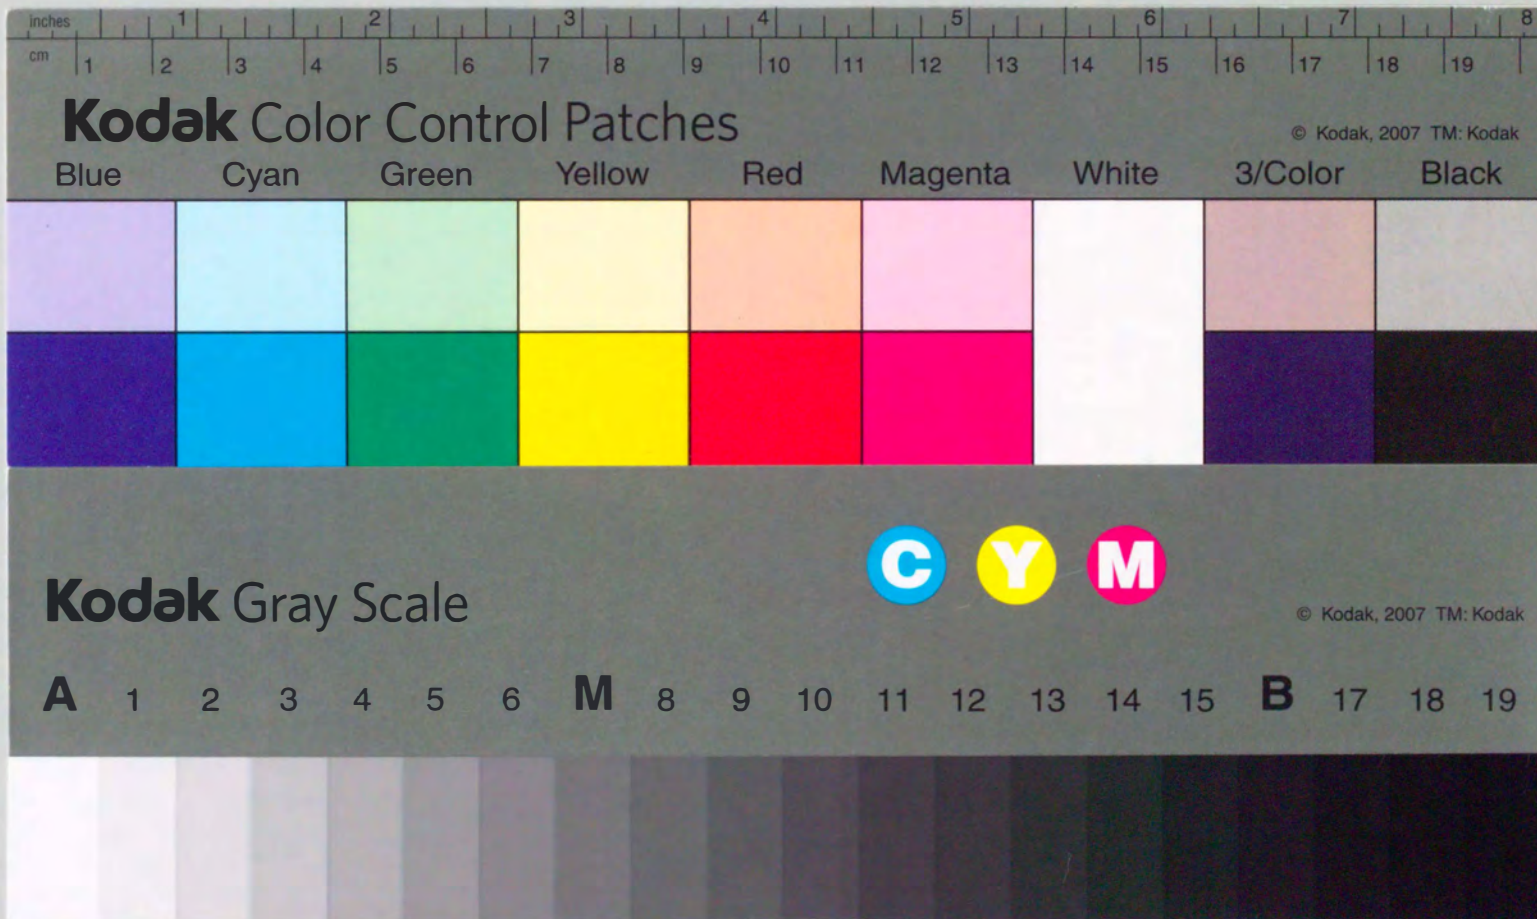 inches 1 2 3 4 5 6 7 8
cm 1 2 3 4 5 6 7 8 9 10 11 12 13 14 15 16 17 18 19
Kodak Color Control Patches
© Kodak, 2007 TM: Kodak
Blue Cyan Green Yellow Red Magenta White 3/Color Black
C Y M
Kodak Gray Scale
© Kodak, 2007 TM: Kodak
A 1 2 3 4 5 6 M 8 9 10 11 12 13 14 15 B 17 18 19